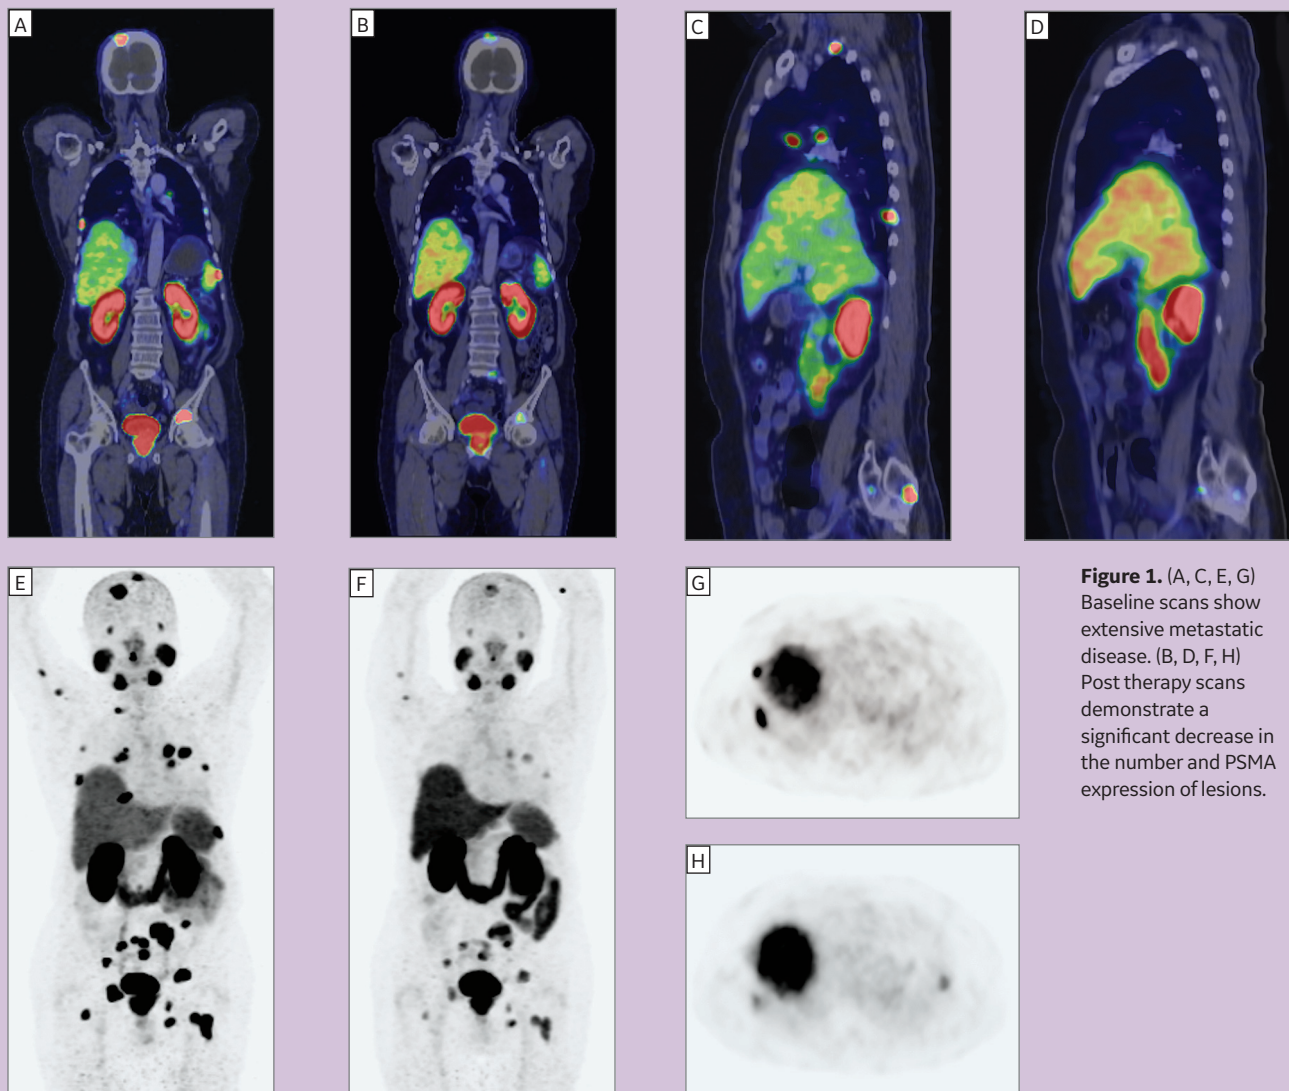 A
B
C
D
E
F
G
H
Figure 1. (A, C, E, G)
Baseline scans show
extensive metastatic
disease. (B, D, F, H)
Post therapy scans
demonstrate a
significant decrease in
the number and PSMA
expression of lesions.